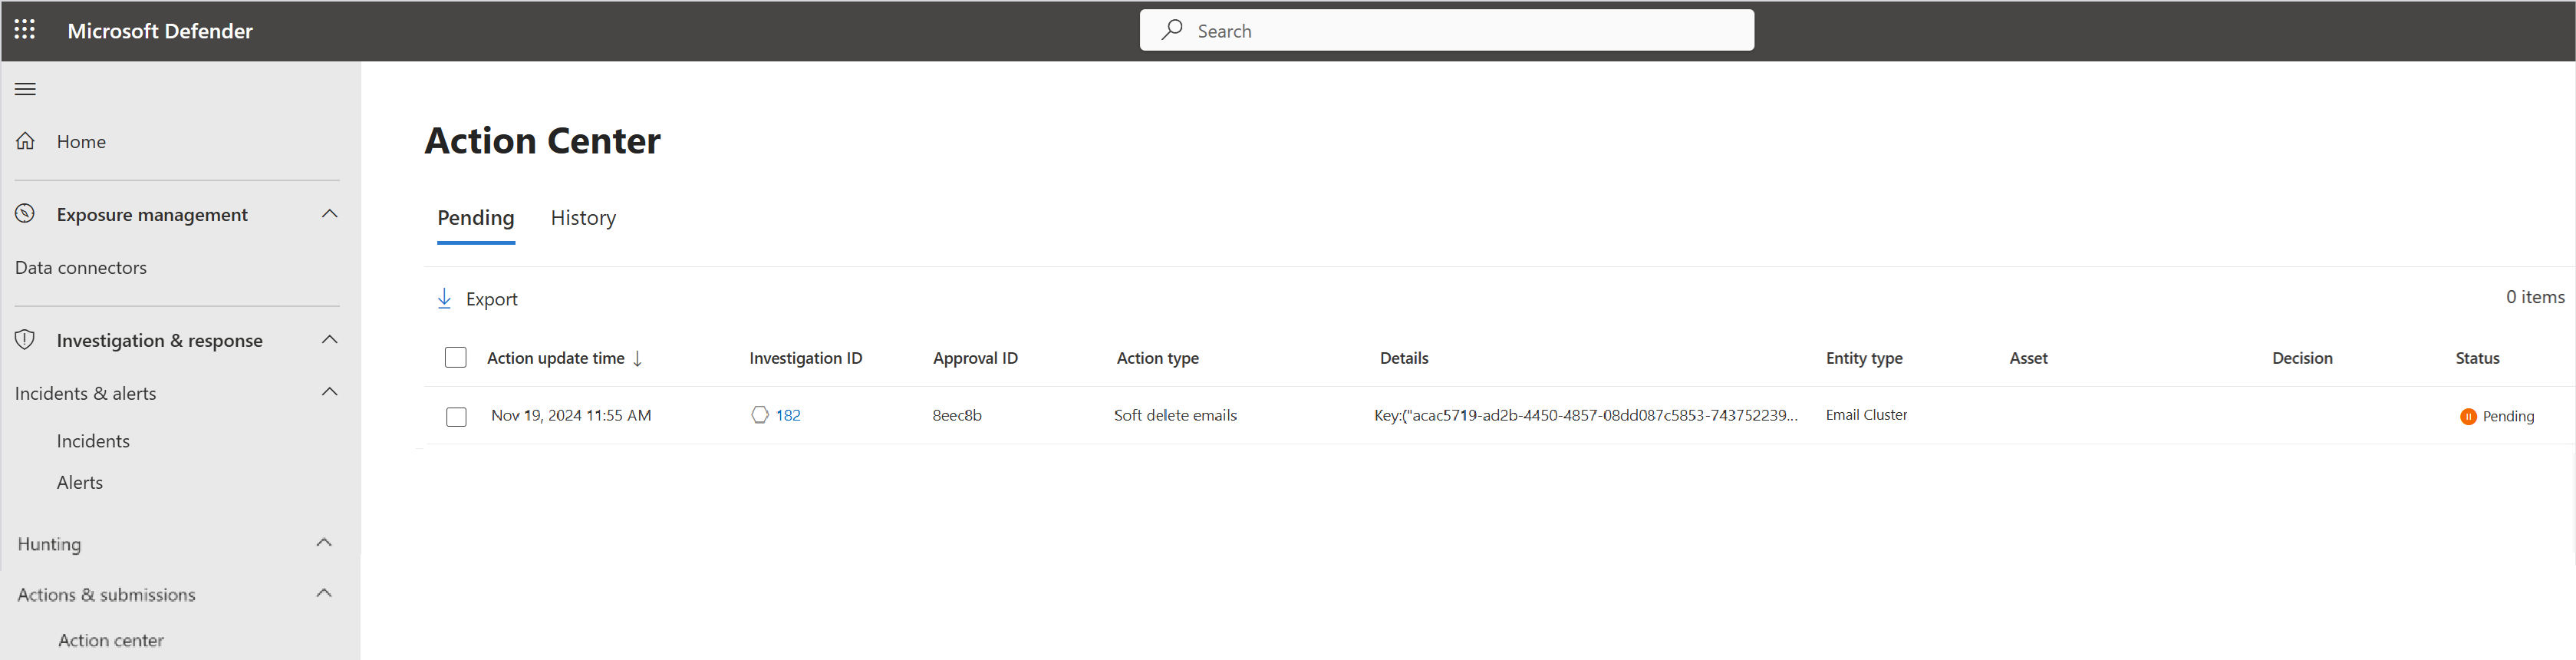 Microsoft Defender
Search
Home
Exposure management
Data connectors
Investigation & response
Incidents & alerts
Incidents
Alerts
Hunting
Actions & submissions
Action center
Action Center
Pending History
Export
0 items
Action update time ↓ Investigation ID Approval ID Action type Details Entity type Asset Decision Status
Nov 19, 2024 11:55 AM 182 8eec8b Soft delete emails Key:("acac5719-ad2b-4450-4857-08dd087c5853-743752239... Email Cluster Pending